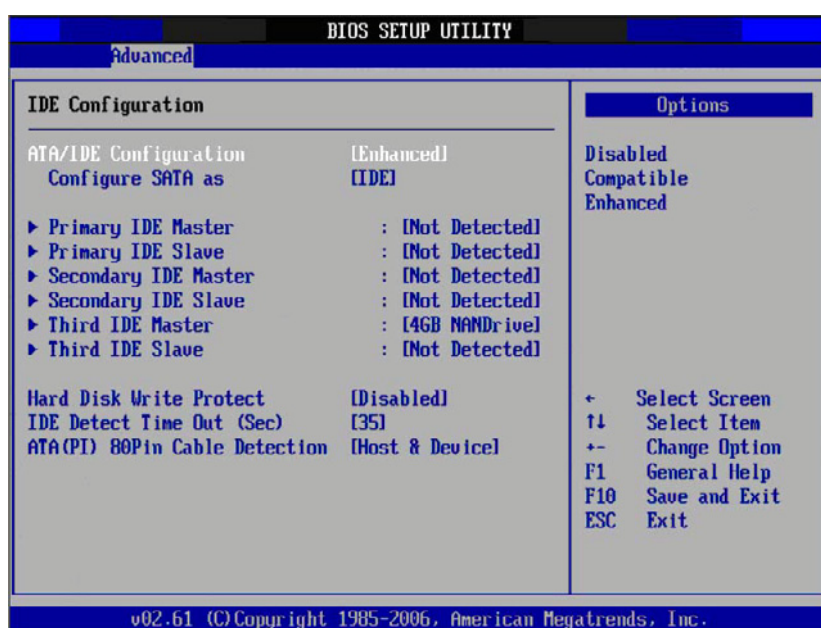 BIOS SETUP UTILITY
Advanced
IDE Configuration
ATA/IDE Configuration [Enhanced]
Configure SATA as [IDE]
▶ Primary IDE Master : [Not Detected]
▶ Primary IDE Slave : [Not Detected]
▶ Secondary IDE Master : [Not Detected]
▶ Secondary IDE Slave : [Not Detected]
▶ Third IDE Master : [4GB NANDrive]
▶ Third IDE Slave : [Not Detected]
Hard Disk Write Protect [Disabled]
IDE Detect Time Out (Sec) [35]
ATA(PI) 80Pin Cable Detection [Host & Device]
Options
Disabled
Compatible
Enhanced
← Select Screen
↑↓ Select Item
+- Change Option
F1 General Help
F10 Save and Exit
ESC Exit
v02.61 (C)Copyright 1985-2006, American Megatrends, Inc.